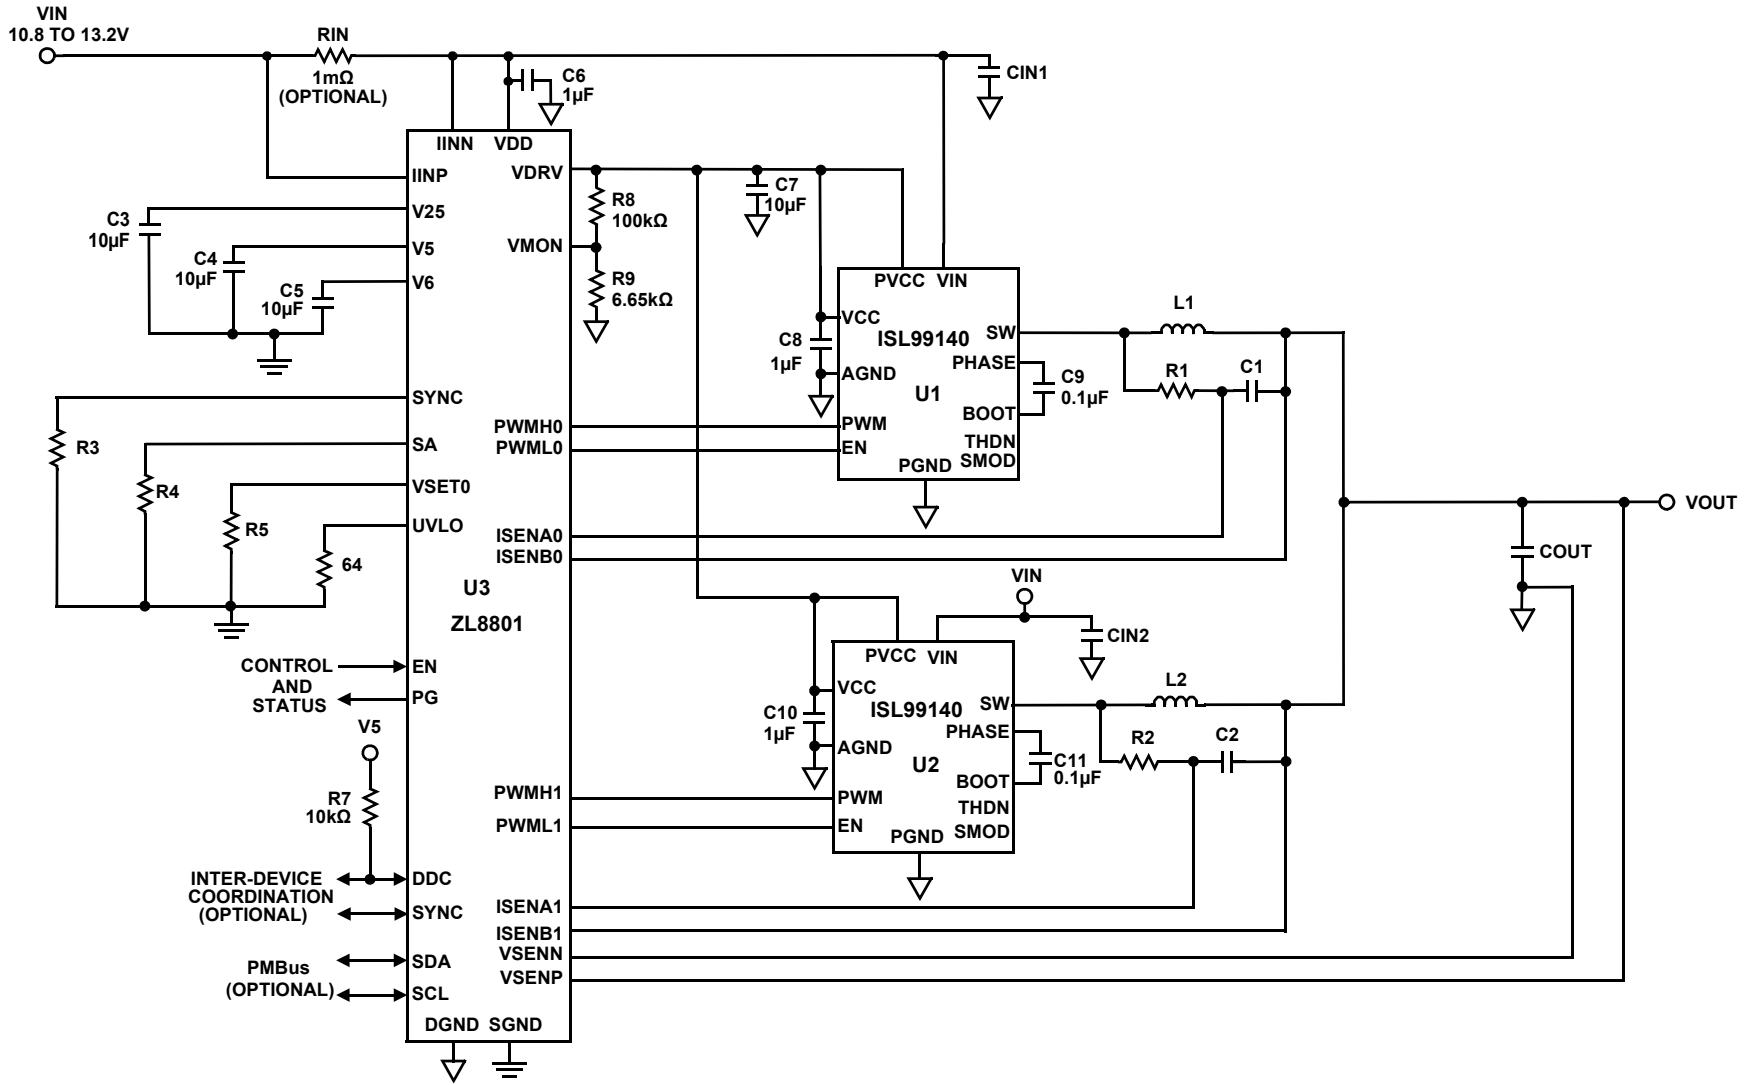 VIN
10.8 TO 13.2V
RIN
1mΩ
(OPTIONAL)
C6
1µF
CIN1
IINN VDD
IINP
V25
V5
V6
VDRV
VMON
C3
10µF
C4
10µF
C5
10µF
R8
100kΩ
R9
6.65kΩ
C7
10µF
C8
1µF
PVCC VIN
VCC
ISL99140
AGND
U1
PWM
EN
PGND
SW
PHASE
BOOT
THDN
SMOD
C9
0.1µF
L1
R1
C1
SYNC
SA
VSET0
UVLO
R3
R4
R5
64
PWMH0
PWML0
ISENA0
ISENB0
U3
ZL8801
VOUT
COUT
VIN
CIN2
CONTROL
AND
STATUS
EN
PG
V5
R7
10kΩ
C10
1µF
PVCC VIN
VCC
ISL99140
AGND
U2
PWM
EN
PGND
SW
PHASE
BOOT
THDN
SMOD
C11
0.1µF
L2
R2
C2
PWMH1
PWML1
INTER-DEVICE
COORDINATION
(OPTIONAL)
DDC
SYNC
PMBus
(OPTIONAL)
SDA
SCL
ISENA1
ISENB1
VSENN
VSENP
DGND SGND